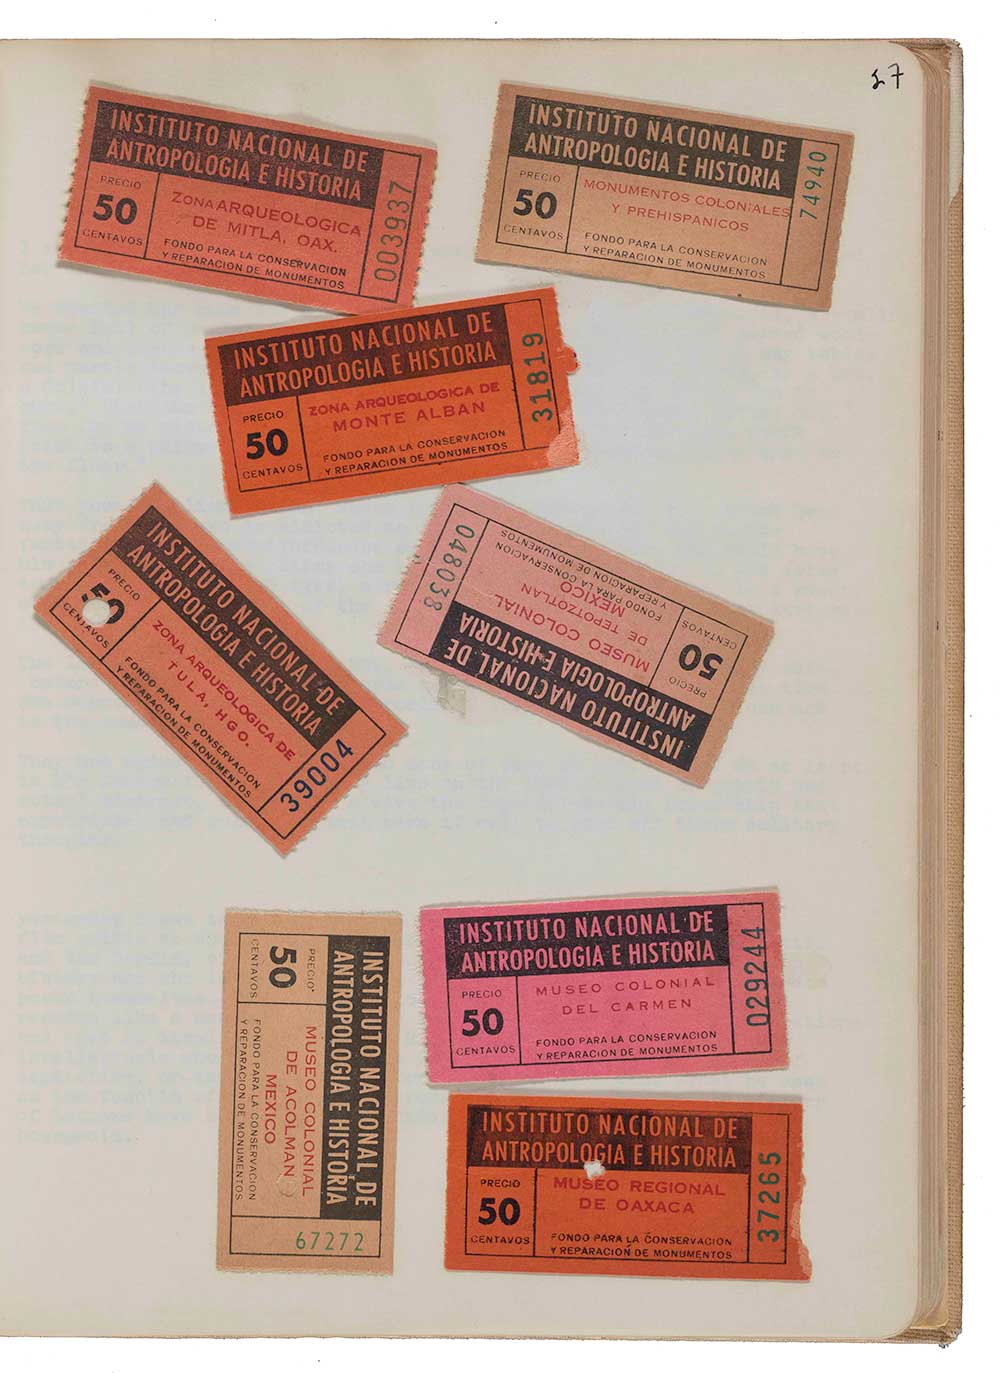 27
INSTITUTO NACIONAL DE
ANTROPOLOGIA E HISTORIA
PRECIO
50
CENTAVOS
ZONA ARQUEOLOGICA
DE MITLA, OAX.
FONDO PARA LA CONSERVACION
Y REPARACION DE MONUMENTOS
003937
INSTITUTO NACIONAL DE
ANTROPOLOGIA E HISTORIA
PRECIO
50
CENTAVOS
MONUMENTOS COLONIALES
Y PREHISPANICOS
FONDO PARA LA CONSERVACION
Y REPARACION DE MONUMENTOS
74940
INSTITUTO NACIONAL DE
ANTROPOLOGIA E HISTORIA
PRECIO
50
CENTAVOS
ZONA ARQUEOLOGICA DE
MONTE ALBAN
FONDO PARA LA CONSERVACION
Y REPARACION DE MONUMENTOS
31819
INSTITUTO NACIONAL DE
ANTROPOLOGIA E HISTORIA
PRECIO
50
CENTAVOS
ZONA ARQUEOLOGICA DE
TULA, HGO.
FONDO PARA LA CONSERVACION
Y REPARACION DE MONUMENTOS
39004
INSTITUTO NACIONAL DE
ANTROPOLOGIA E HISTORIA
PRECIO
50
CENTAVOS
MUSEO COLONIAL
DE TEPOTZOTLAN
MEXICO
FONDO PARA LA CONSERVACION
Y REPARACION DE MONUMENTOS
048038
INSTITUTO NACIONAL DE
ANTROPOLOGIA E HISTORIA
PRECIO
50
CENTAVOS
MUSEO COLONIAL
DE ACOLMAN
MEXICO
FONDO PARA LA CONSERVACION
Y REPARACION DE MONUMENTOS
67272
INSTITUTO NACIONAL DE
ANTROPOLOGIA E HISTORIA
PRECIO
50
CENTAVOS
MUSEO COLONIAL
DEL CARMEN
FONDO PARA LA CONSERVACION
Y REPARACION DE MONUMENTOS
029244
INSTITUTO NACIONAL DE
ANTROPOLOGIA E HISTORIA
PRECIO
50
CENTAVOS
MUSEO REGIONAL
DE OAXACA
FONDO PARA LA CONSERVACION
Y REPARACION DE MONUMENTOS
37265